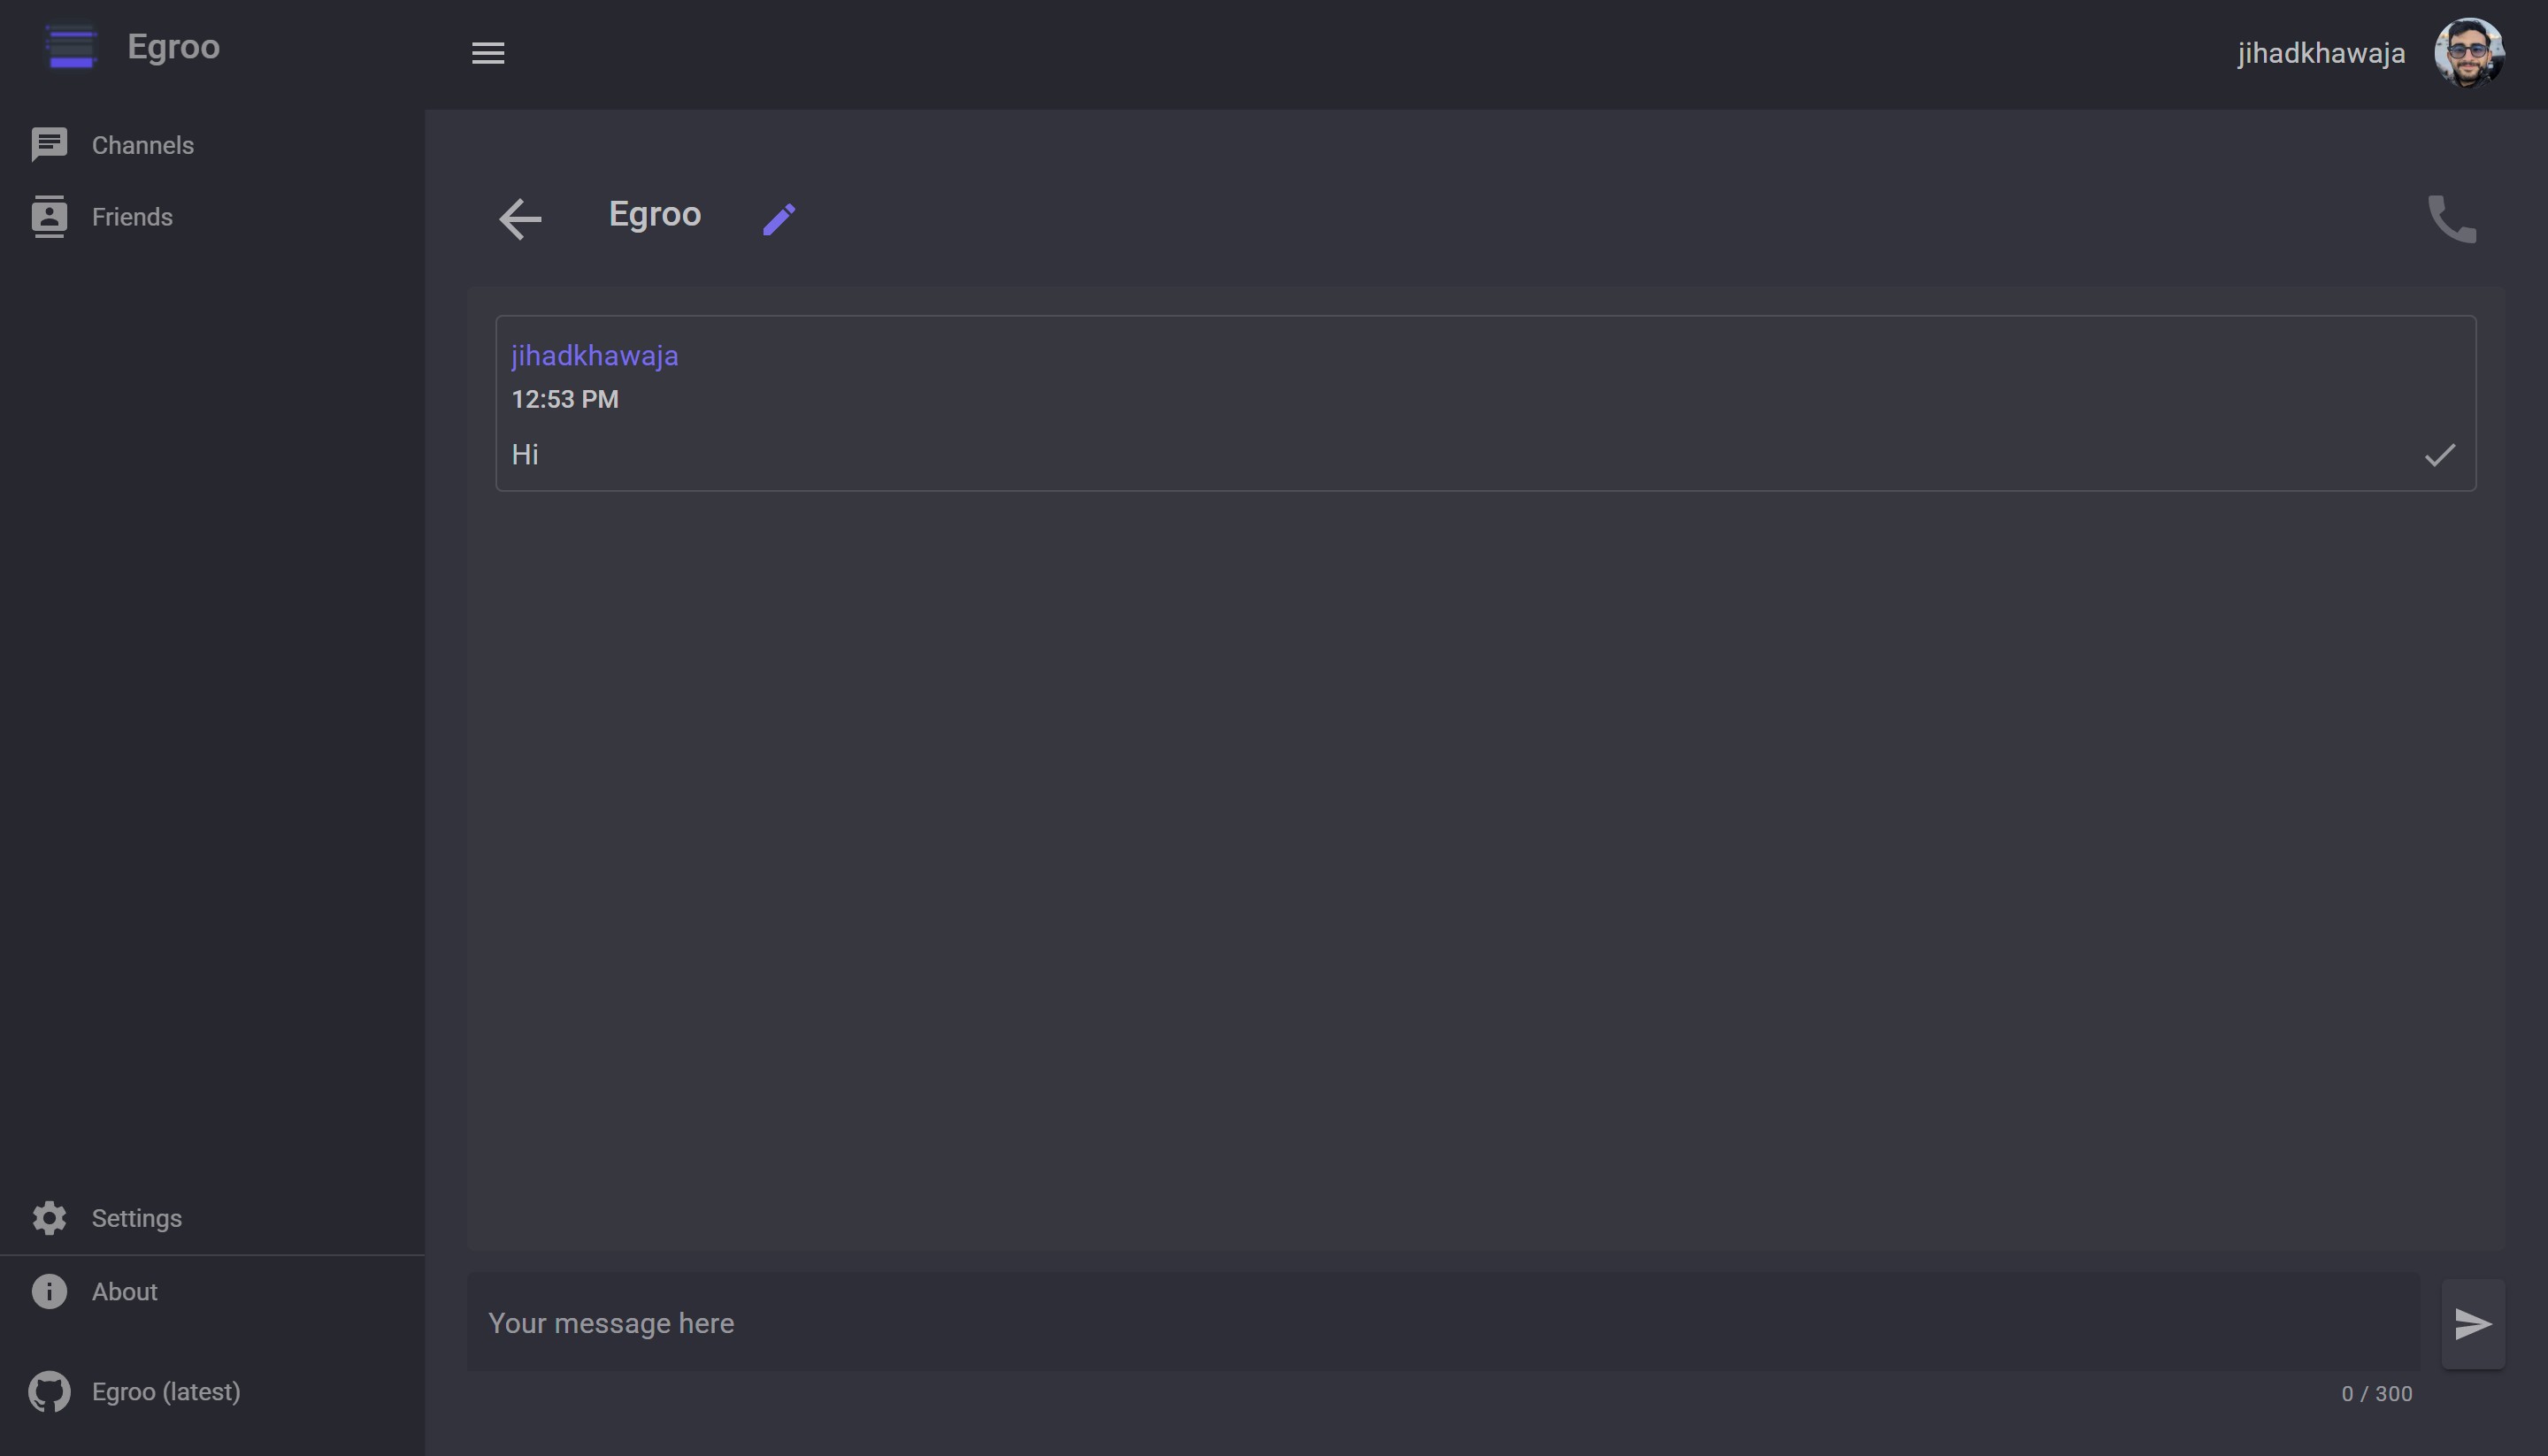 Egroo
jihadkhawaja
Channels
Friends
Egroo
jihadkhawaja
12:53 PM
Hi
Settings
About
Egroo (latest)
Your message here
0 / 300